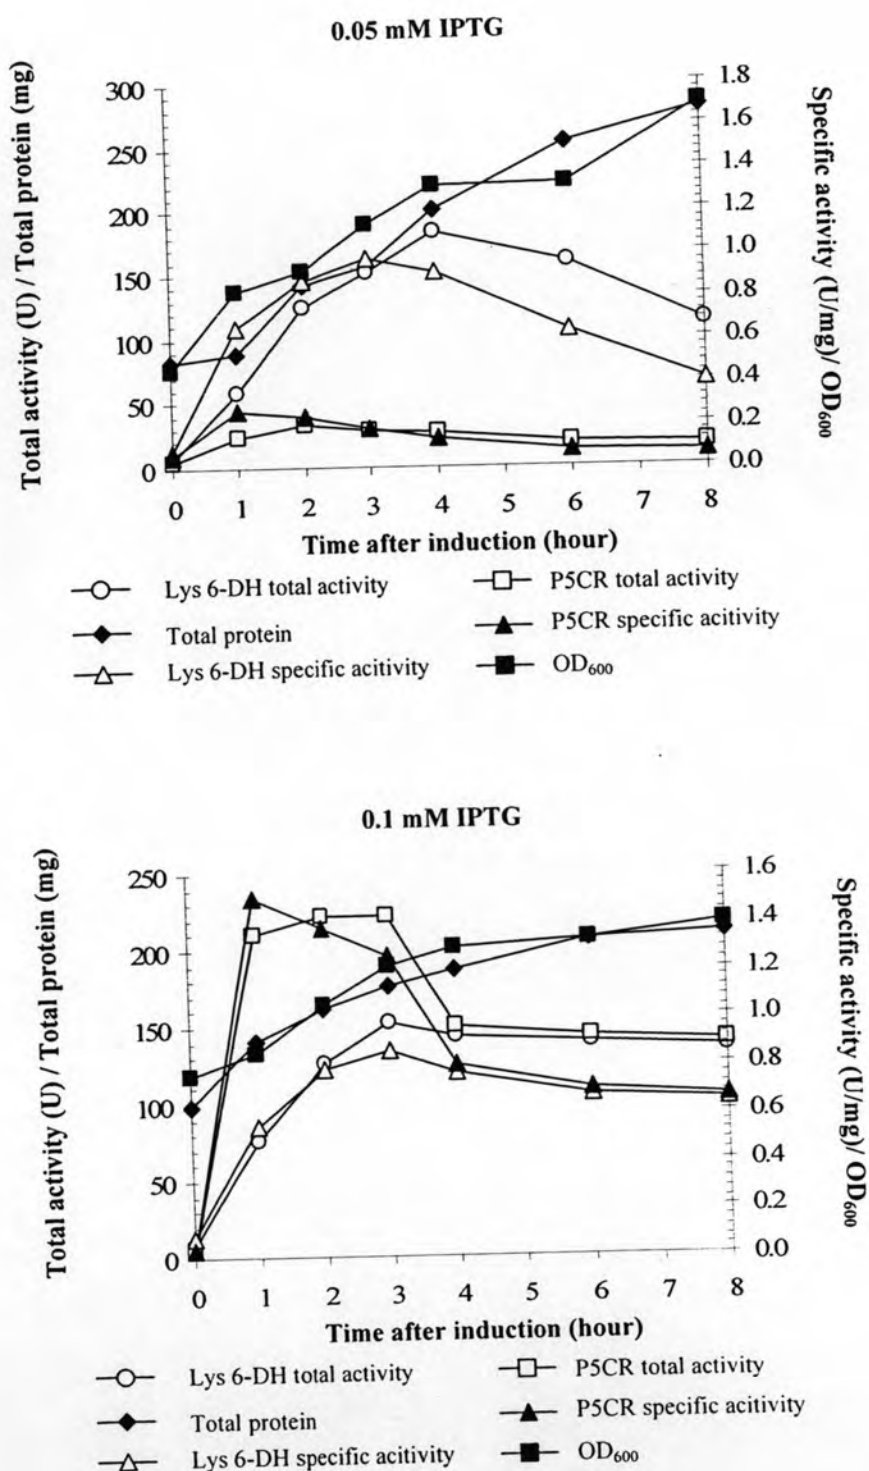 0.05 mM IPTG
Total activity (U) / Total protein (mg)
300
250
200
150
100
50
0
1.8
1.6
1.4
1.2
1.0
0.8
0.6
0.4
0.2
0.0
Specific activity (U/mg)/ OD600
0 1 2 3 4 5 6 7 8
Time after induction (hour)
Lys 6-DH total activity
Total protein
Lys 6-DH specific acitivity
P5CR total activity
P5CR specific acitivity
OD600
0.1 mM IPTG
Total activity (U) / Total protein (mg)
250
200
150
100
50
0
1.6
1.4
1.2
1.0
0.8
0.6
0.4
0.2
0.0
Specific activity (U/mg)/ OD600
0 1 2 3 4 5 6 7 8
Time after induction (hour)
Lys 6-DH total activity
Total protein
Lys 6-DH specific acitivity
P5CR total activity
P5CR specific acitivity
OD600